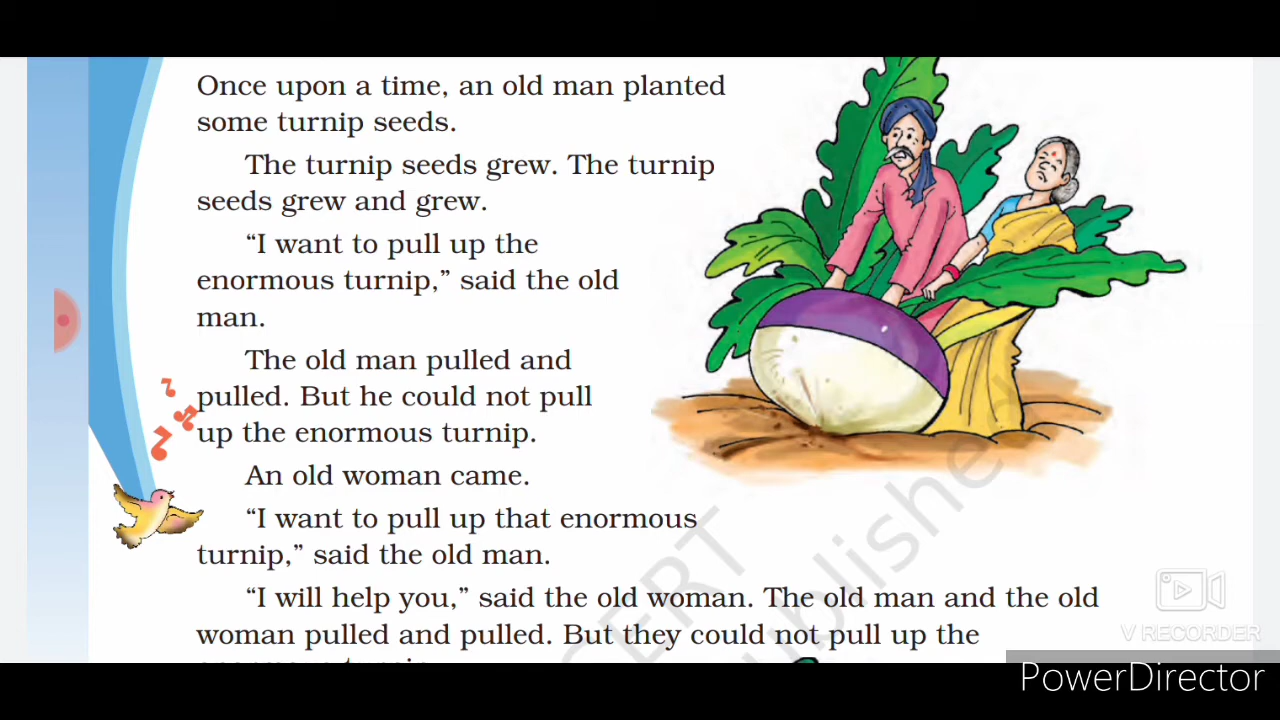 Once upon a time, an old man planted
some turnip seeds.
The turnip seeds grew. The turnip
seeds grew and grew.
“I want to pull up the
enormous turnip,” said the old
man.
The old man pulled and
pulled. But he could not pull
up the enormous turnip.
An old woman came.
“I want to pull up that enormous
turnip,” said the old man.
“I will help you,” said the old woman. The old man and the old
woman pulled and pulled. But they could not pull up the
V RECORDER
PowerDirector